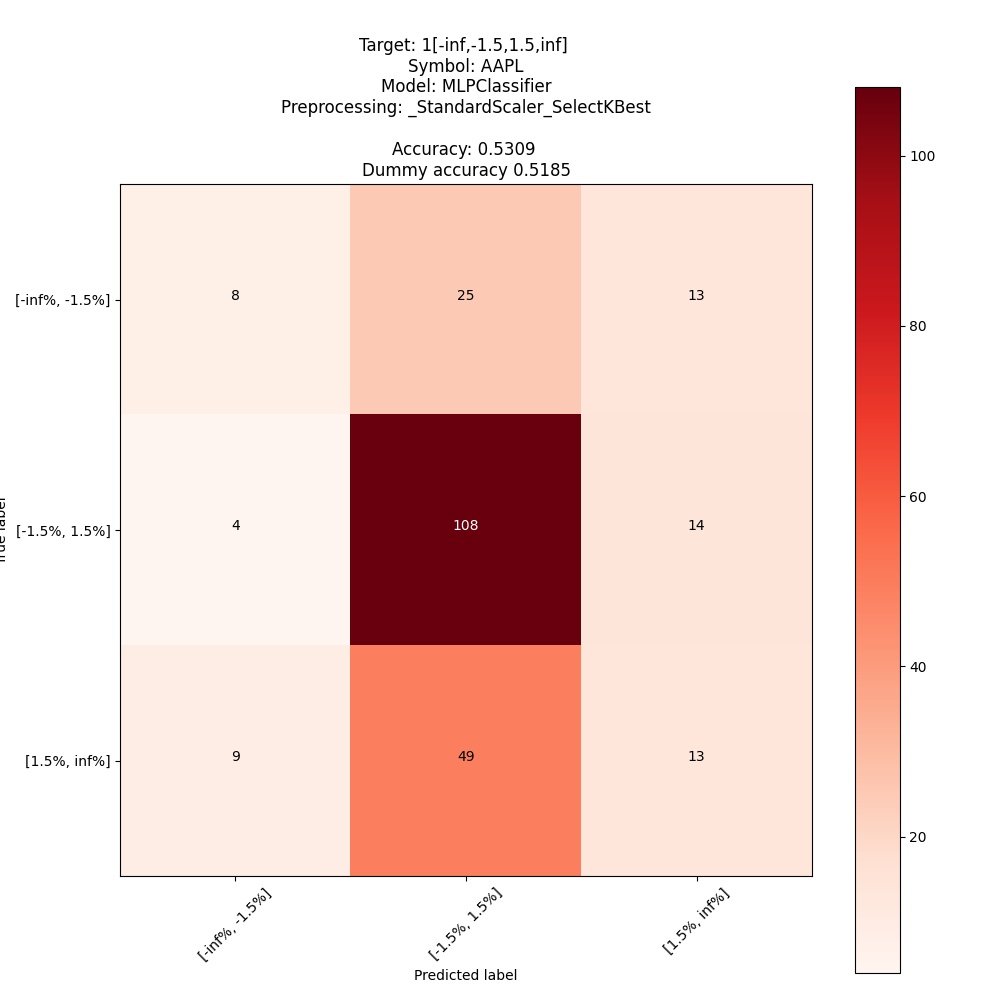 Target: 1[-inf,-1.5,1.5,inf]
Symbol: AAPL
Model: MLPClassifier
Preprocessing: _StandardScaler_SelectKBest
Accuracy: 0.5309
Dummy accuracy 0.5185
[-inf%, -1.5%]
8
25
13
[-1.5%, 1.5%]
4
108
14
[1.5%, inf%]
9
49
13
[-inf%, -1.5%]
[-1.5%, 1.5%]
[1.5%, inf%]
Predicted label
100
80
60
40
20